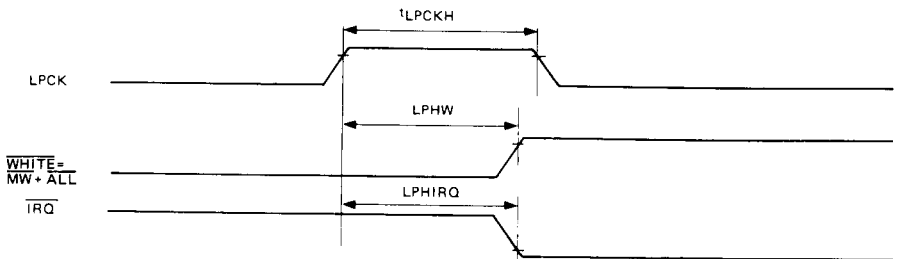 tLPCKH
LPCK
LPHW
WHITE=
MW + ALL
LPHIRQ
IRQ